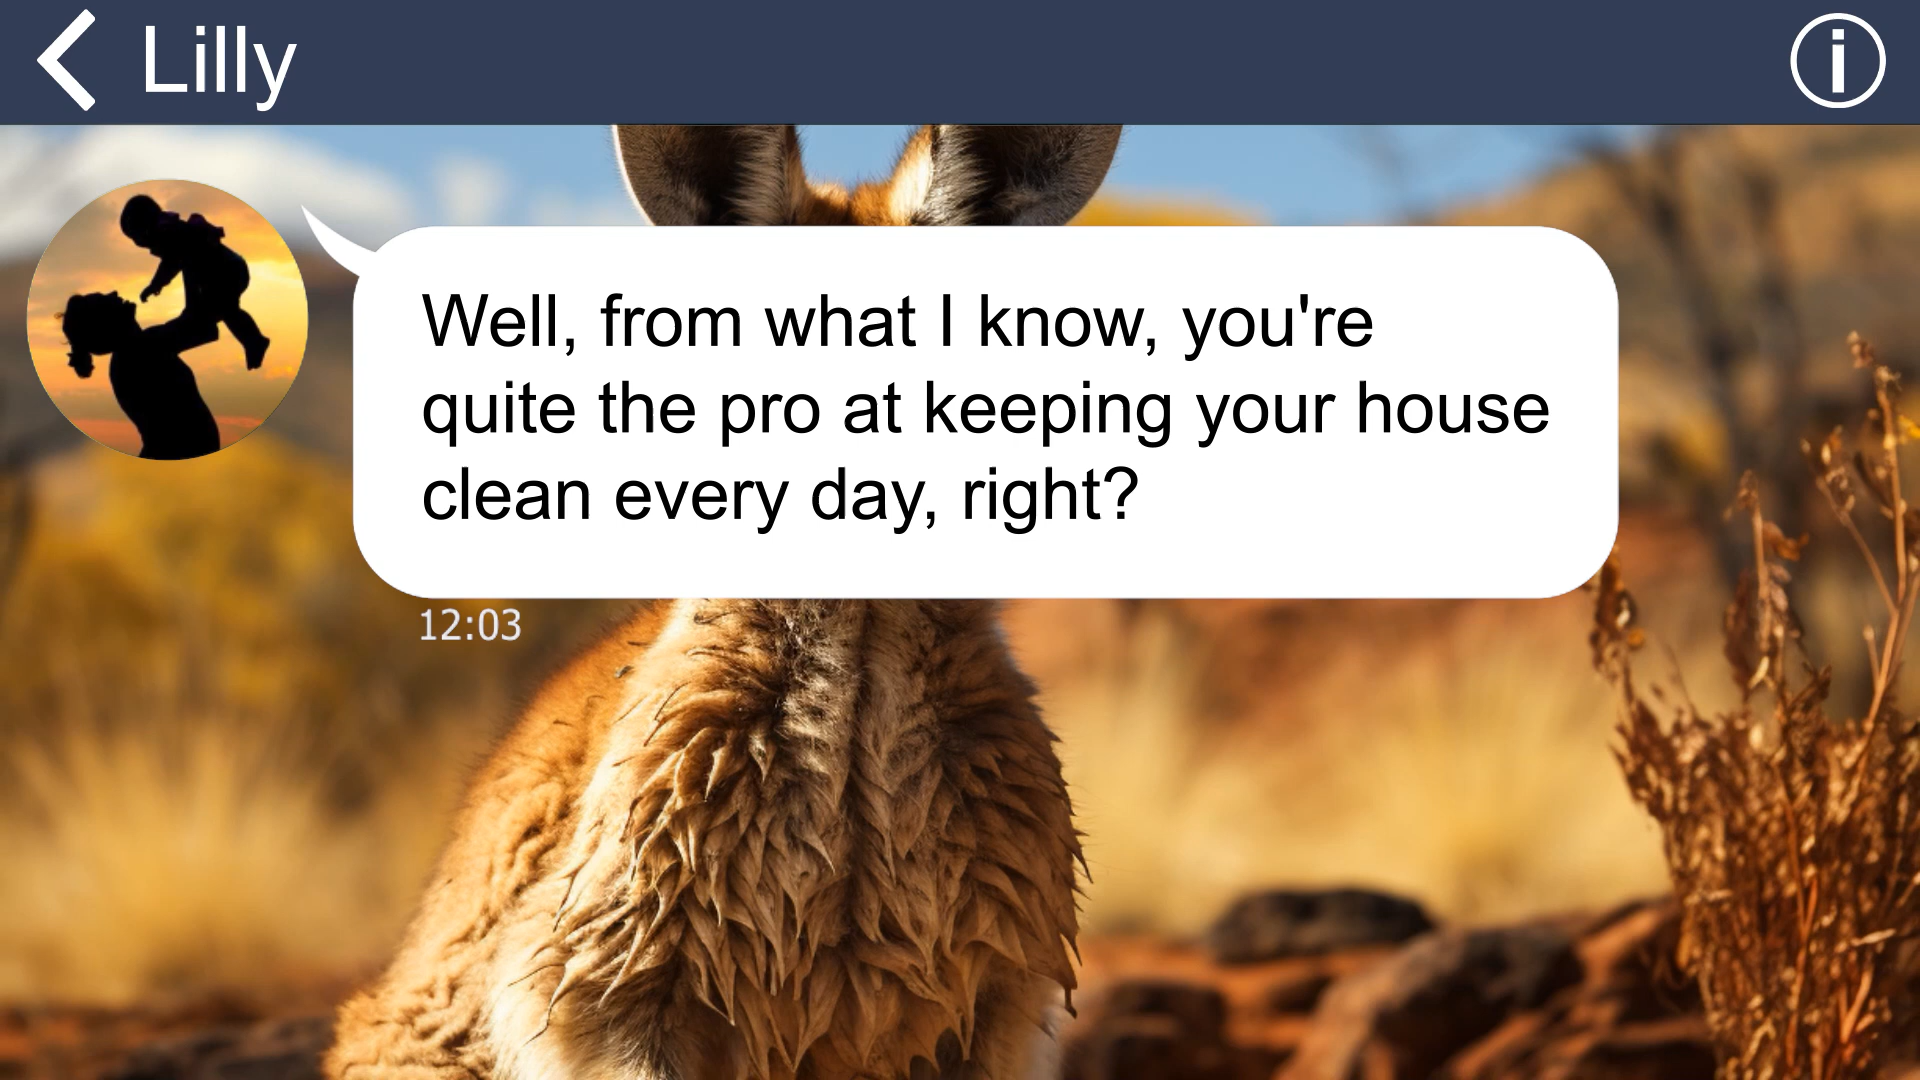 Lilly
Well, from what I know, you're
quite the pro at keeping your house
clean every day, right?
12:03